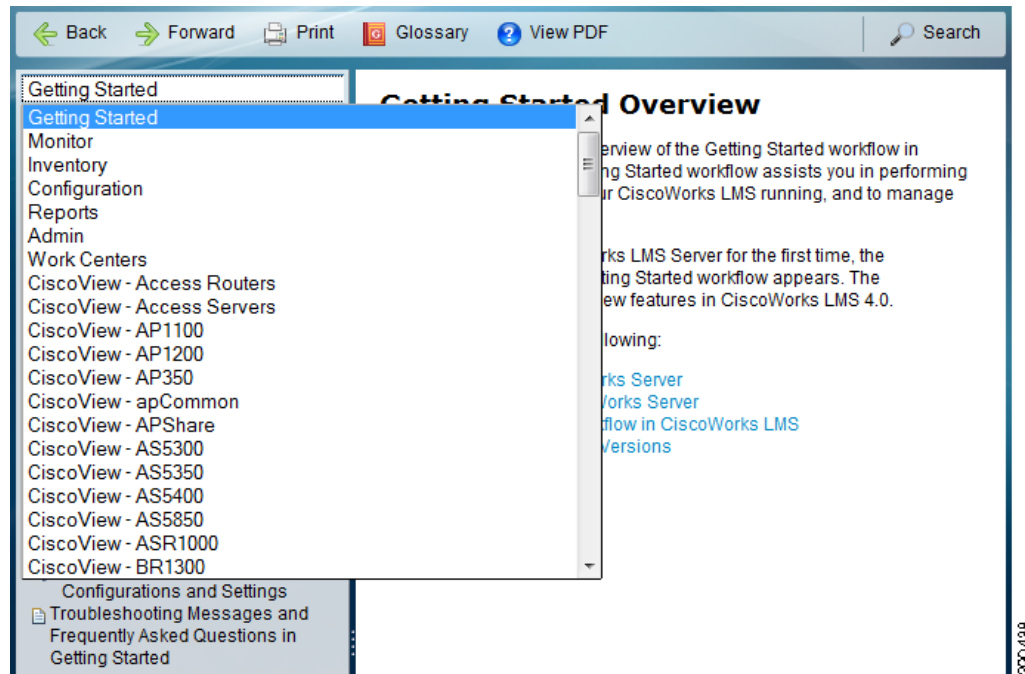 Back Forward Print Glossary View PDF Search
Getting Started
Getting Started
Monitor
Inventory
Configuration
Reports
Admin
Work Centers
CiscoView - Access Routers
CiscoView - Access Servers
CiscoView - AP1100
CiscoView - AP1200
CiscoView - AP350
CiscoView - apCommon
CiscoView - APShare
CiscoView - AS5300
CiscoView - AS5350
CiscoView - AS5400
CiscoView - AS5850
CiscoView - ASR1000
CiscoView - BR1300
Configurations and Settings
Troubleshooting Messages and
Frequently Asked Questions in
Getting Started
Getting Started Overview
erview of the Getting Started workflow in
ng Started workflow assists you in performing
ur CiscoWorks LMS running, and to manage
rks LMS Server for the first time, the
ting Started workflow appears. The
ew features in CiscoWorks LMS 4.0.
lowing:
rks Server
Works Server
flow in CiscoWorks LMS
Versions